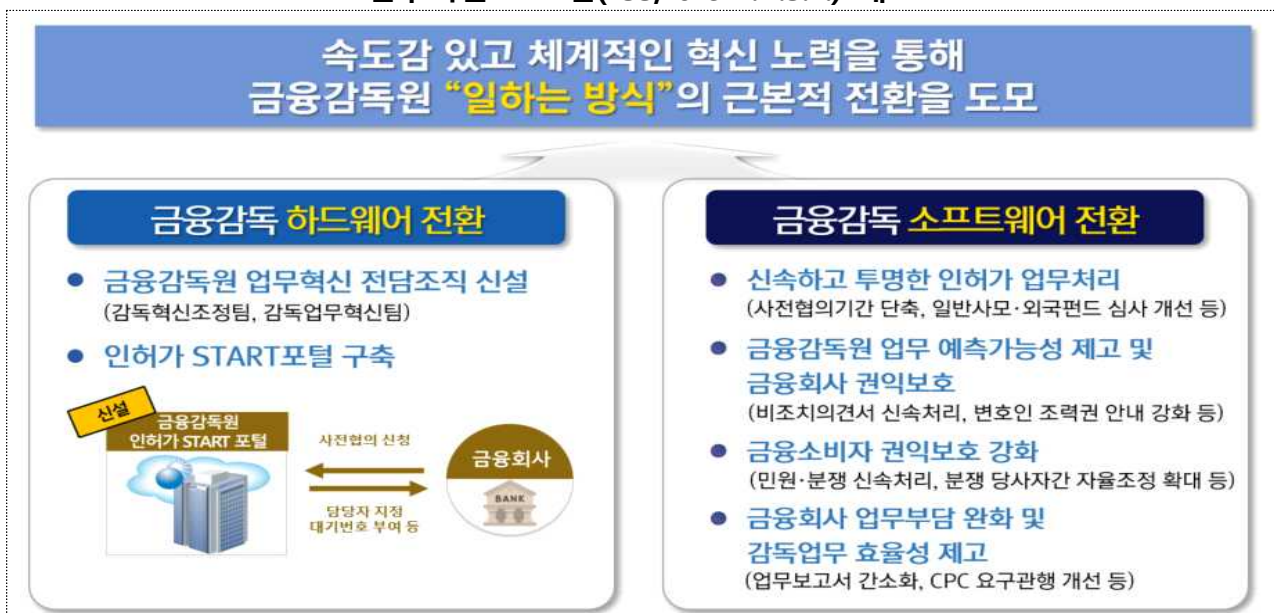 속도감 있고 체계적인 혁신 노력을 통해
금융감독원 “일하는 방식”의 근본적 전환을 도모
금융감독 하드웨어 전환
● 금융감독원 업무혁신 전담조직 신설
(감독혁신조정팀, 감독업무혁신팀)
● 인허가 START포털 구축
신설
금융감독원
인허가 START 포털
사전협의 신청
담당자 지정
대기번호 부여 등
금융회사
BANK
금융감독 소프트웨어 전환
● 신속하고 투명한 인허가 업무처리
(사전협의기간 단축, 일반사모·외국펀드 심사 개선 등)
● 금융감독원 업무 예측가능성 제고 및
금융회사 권익보호
(비조치의견서 신속처리, 변호인 조력권 안내 강화 등)
● 금융소비자 권익보호 강화
(민원·분쟁 신속처리, 분쟁 당사자간 자율조정 확대 등)
● 금융회사 업무부담 완화 및
감독업무 효율성 제고
(업무보고서 간소화, CPC 요구관행 개선 등)